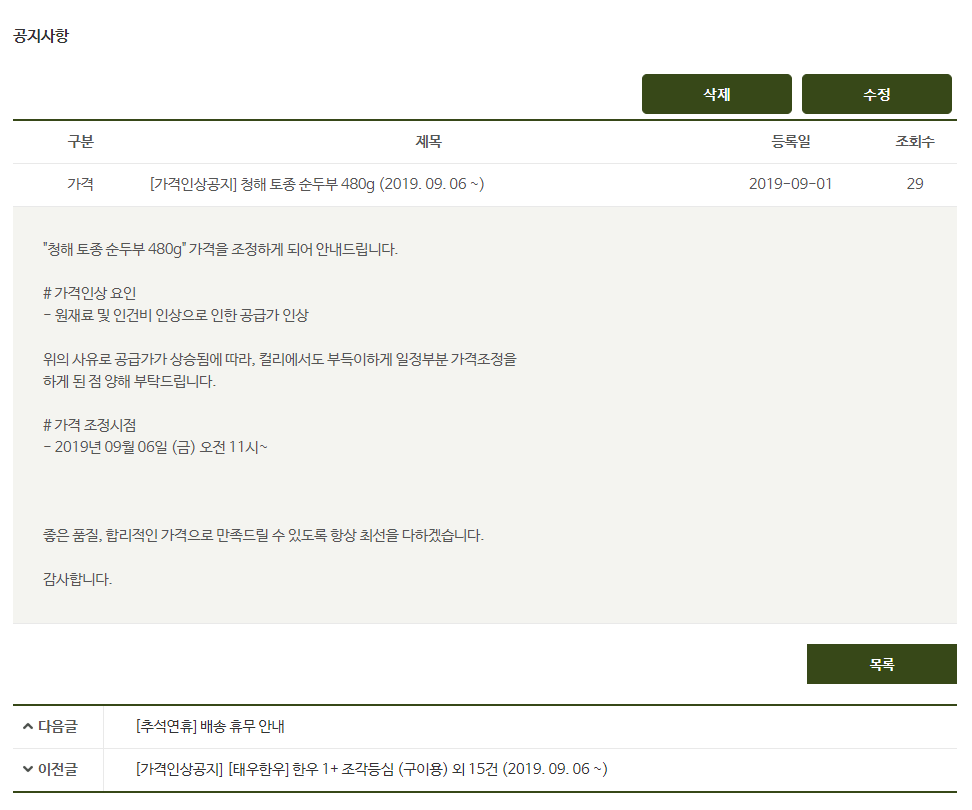 공지사항
삭제 수정
구분 제목 등록일 조회수
가격 [가격인상공지] 청해 토종 순두부 480g (2019. 09. 06 ~) 2019-09-01 29
"청해 토종 순두부 480g" 가격을 조정하게 되어 안내드립니다.
# 가격인상 요인
- 원재료 및 인건비 인상으로 인한 공급가 인상
위의 사유로 공급가가 상승됨에 따라, 컬리에서도 부득이하게 일정부분 가격조정을
하게 된 점 양해 부탁드립니다.
# 가격 조정시점
- 2019년 09월 06일 (금) 오전 11시~
좋은 품질, 합리적인 가격으로 만족드릴 수 있도록 항상 최선을 다하겠습니다.
감사합니다.
목록
다음글 [추석연휴] 배송 휴무 안내
이전글 [가격인상공지] [태우한우] 한우 1+ 조각등심 (구이용) 외 15건 (2019. 09. 06 ~)